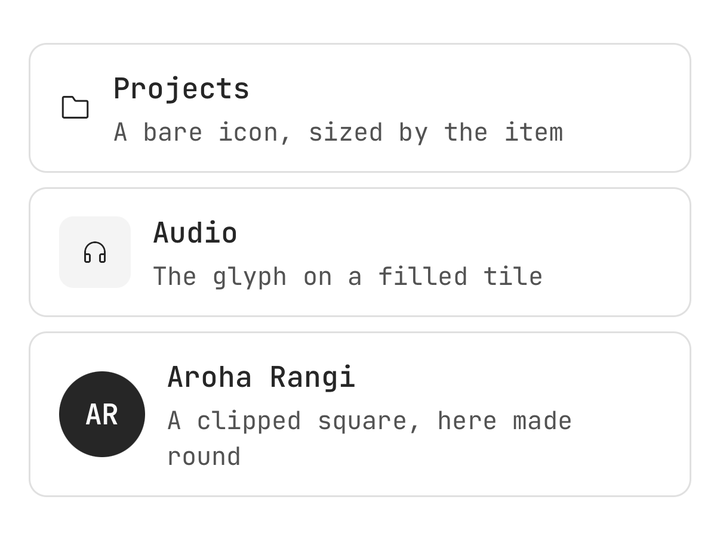 Projects
A bare icon, sized by the item
Audio
The glyph on a filled tile
AR
Aroha Rangi
A clipped square, here made
round